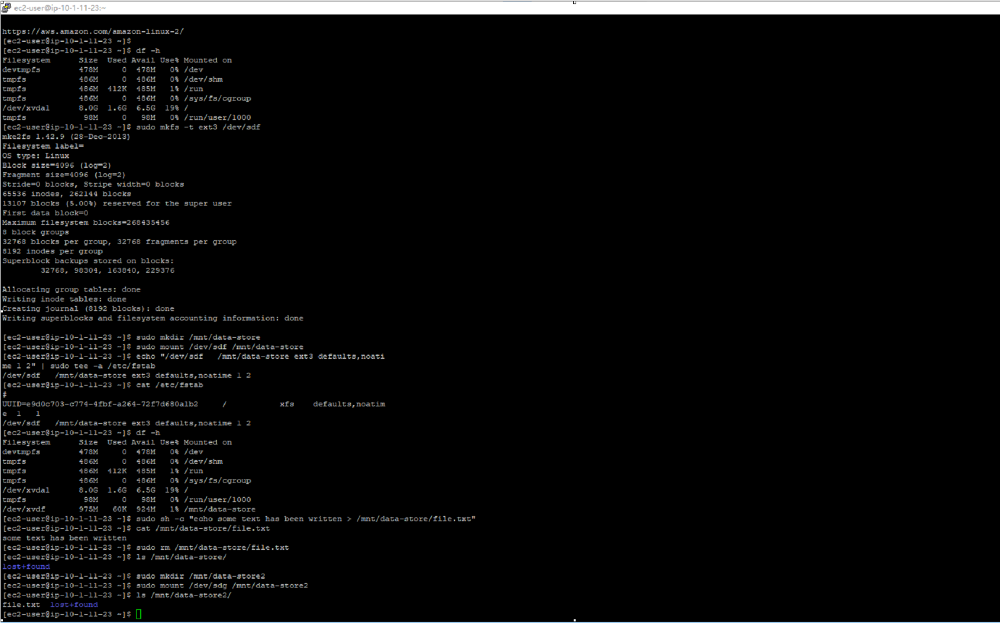 ec2-user@ip-10-1-11-23:~
https://aws.amazon.com/amazon-linux-2/
[ec2-user@ip-10-1-11-23 ~]$
[ec2-user@ip-10-1-11-23 ~]$ df -h
Filesystem      Size  Used Avail Use% Mounted on
devtmpfs        478M     0  478M   0% /dev
tmpfs           486M     0  486M   0% /dev/shm
tmpfs           486M  412K  485M   1% /run
tmpfs           486M     0  486M   0% /sys/fs/cgroup
/dev/xvda1      8.0G  1.6G  6.5G  19% /
tmpfs            98M     0   98M   0% /run/user/1000
[ec2-user@ip-10-1-11-23 ~]$ sudo mkfs -t ext3 /dev/sdf
mke2fs 1.42.9 (28-Dec-2013)
Filesystem label=
OS type: Linux
Block size=4096 (log=2)
Fragment size=4096 (log=2)
Stride=0 blocks, Stripe width=0 blocks
65536 inodes, 262144 blocks
13107 blocks (5.00%) reserved for the super user
First data block=0
Maximum filesystem blocks=268435456
8 block groups
32768 blocks per group, 32768 fragments per group
8192 inodes per group
Superblock backups stored on blocks:
        32768, 98304, 163840, 229376
Allocating group tables: done
Writing inode tables: done
Creating journal (8192 blocks): done
Writing superblocks and filesystem accounting information: done
[ec2-user@ip-10-1-11-23 ~]$ sudo mkdir /mnt/data-store
[ec2-user@ip-10-1-11-23 ~]$ sudo mount /dev/sdf /mnt/data-store
[ec2-user@ip-10-1-11-23 ~]$ echo "/dev/sdf   /mnt/data-store ext3 defaults,noati
me 1 2" | sudo tee -a /etc/fstab
/dev/sdf   /mnt/data-store ext3 defaults,noatime 1 2
[ec2-user@ip-10-1-11-23 ~]$ cat /etc/fstab
#
UUID=e9d0c703-c774-4fbf-a264-72f7d680a1b2     /           xfs    defaults,noatim
e  1   1
/dev/sdf   /mnt/data-store ext3 defaults,noatime 1 2
[ec2-user@ip-10-1-11-23 ~]$ df -h
Filesystem      Size  Used Avail Use% Mounted on
devtmpfs        478M     0  478M   0% /dev
tmpfs           486M     0  486M   0% /dev/shm
tmpfs           486M  412K  485M   1% /run
tmpfs           486M     0  486M   0% /sys/fs/cgroup
/dev/xvda1      8.0G  1.6G  6.5G  19% /
tmpfs            98M     0   98M   0% /run/user/1000
/dev/xvdf       975M   60K  924M   1% /mnt/data-store
[ec2-user@ip-10-1-11-23 ~]$ sudo sh -c "echo some text has been written > /mnt/data-store/file.txt"
[ec2-user@ip-10-1-11-23 ~]$ cat /mnt/data-store/file.txt
some text has been written
[ec2-user@ip-10-1-11-23 ~]$ sudo rm /mnt/data-store/file.txt
[ec2-user@ip-10-1-11-23 ~]$ ls /mnt/data-store/
lost+found
[ec2-user@ip-10-1-11-23 ~]$ sudo mkdir /mnt/data-store2
[ec2-user@ip-10-1-11-23 ~]$ sudo mount /dev/sdg /mnt/data-store2
[ec2-user@ip-10-1-11-23 ~]$ ls /mnt/data-store2/
file.txt  lost+found
[ec2-user@ip-10-1-11-23 ~]$